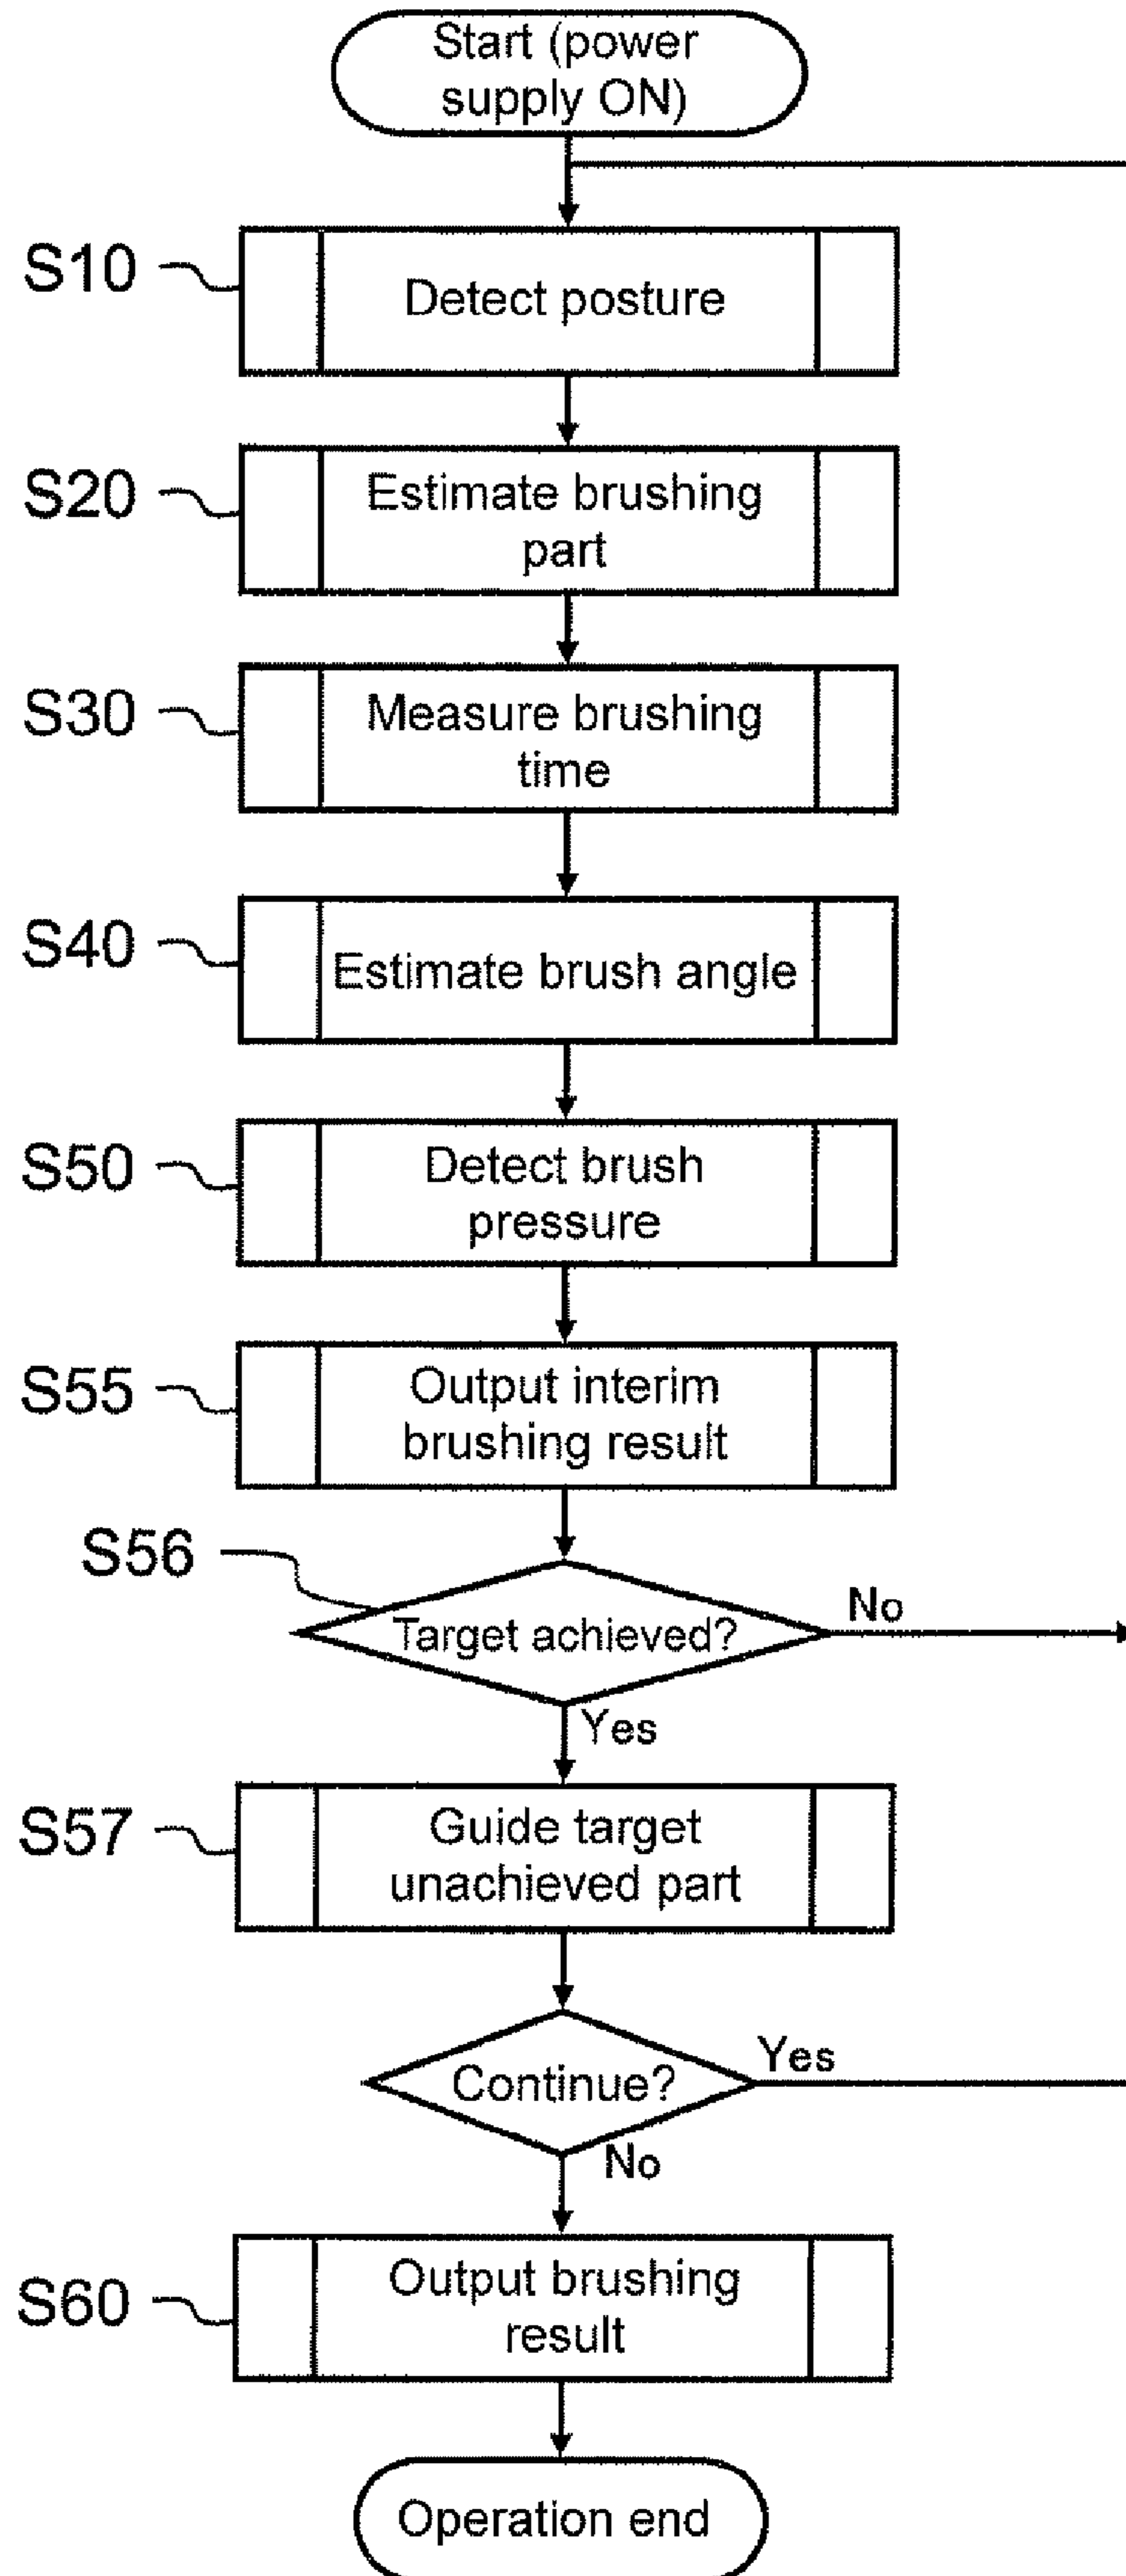 Start (power
supply ON)
S10
Detect posture
S20
Estimate brushing
part
S30
Measure brushing
time
S40
Estimate brush angle
S50
Detect brush
pressure
S55
Output interim
brushing result
S56
Target achieved?
No
Yes
S57
Guide target
unachieved part
Continue?
Yes
No
S60
Output brushing
result
Operation end